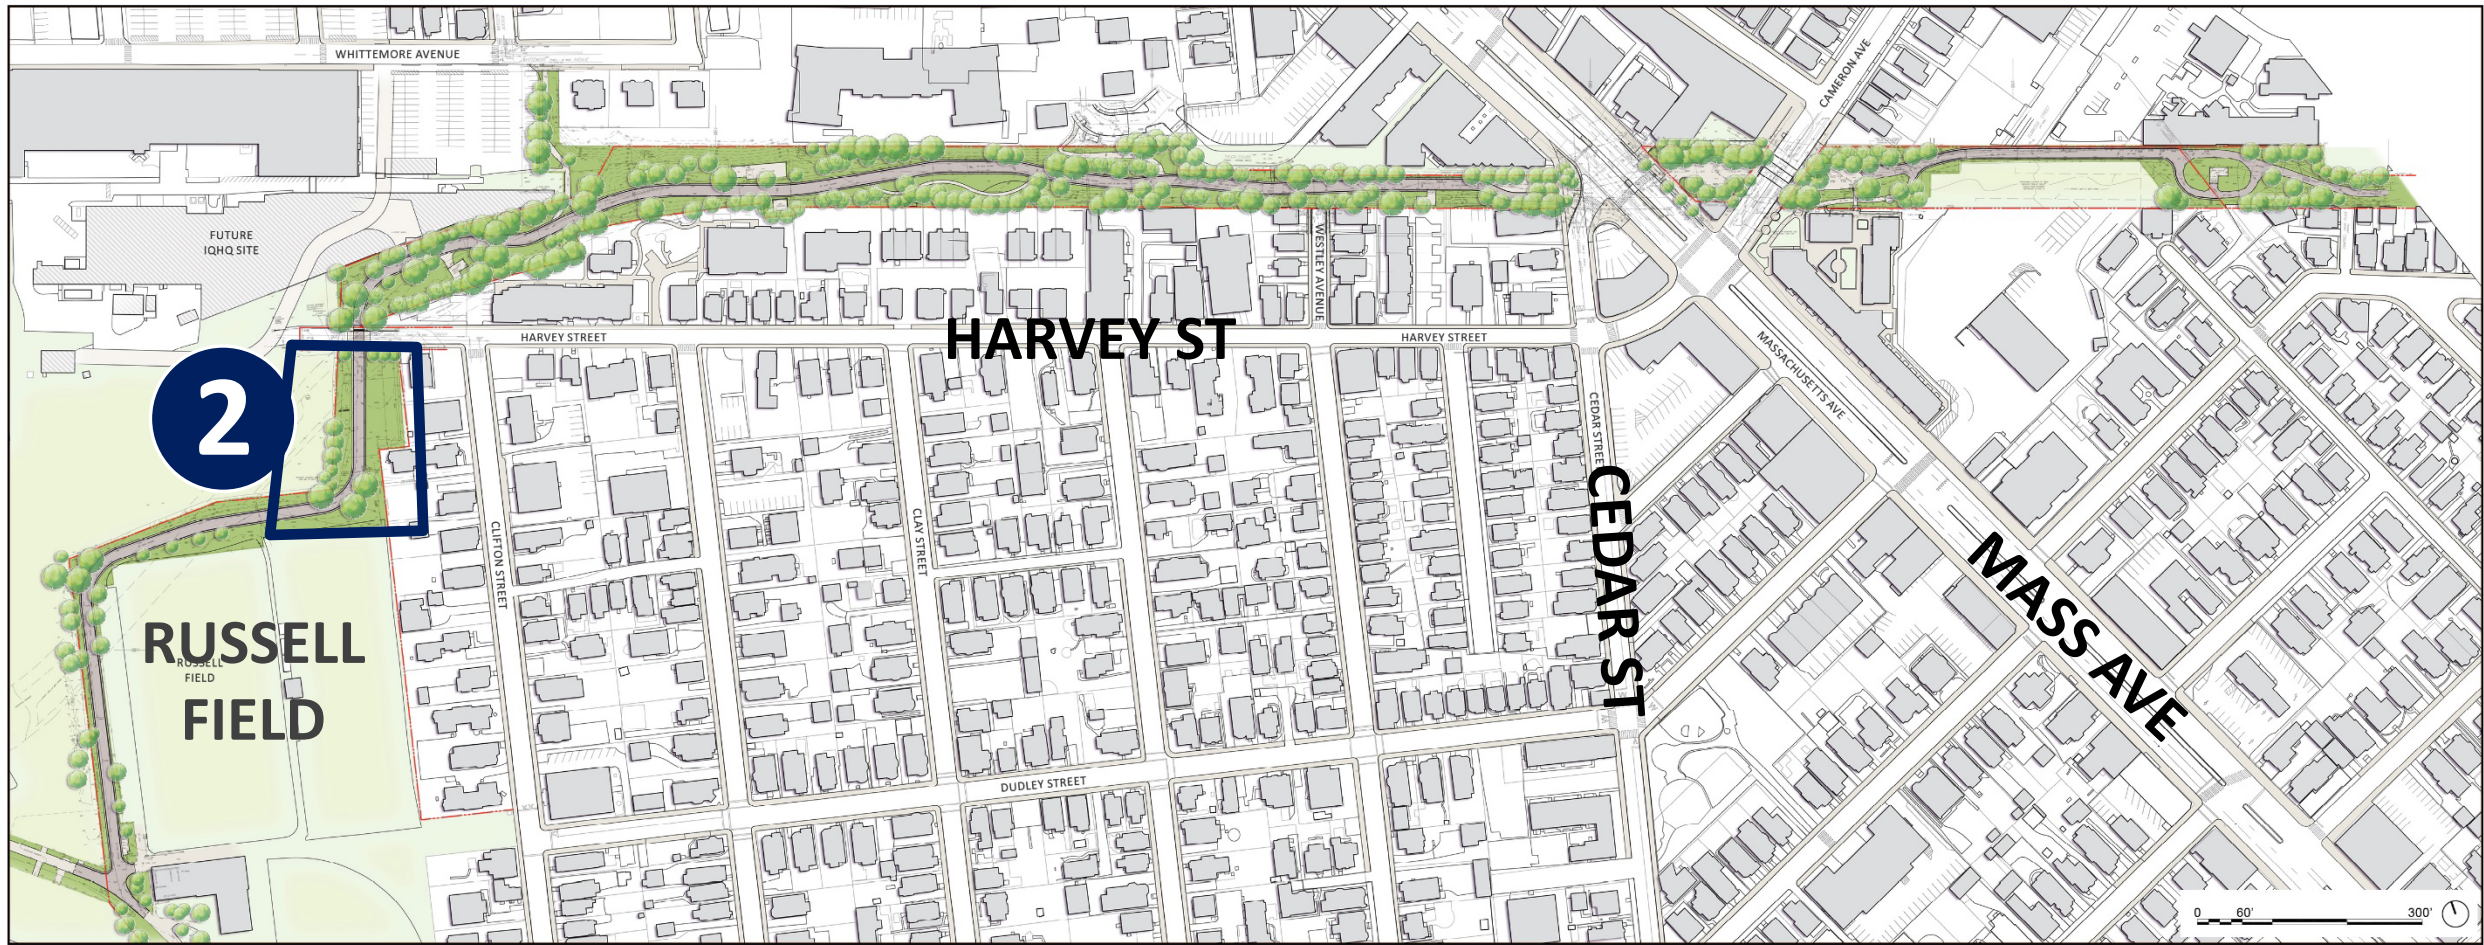 WHITTEMORE AVENUE
CAMERON AVE
FUTURE
IQHQ SITE
WESTLEY AVENUE
HARVEY STREET
HARVEY ST
HARVEY STREET
MASSACHUSETTS AVE
2
CEDAR STREET
CEDAR ST
CLIFTON STREET
CLAY STREET
MASS AVE
RUSSELL
FIELD
RUSSELL
FIELD
DUDLEY STREET
0 60' 300'